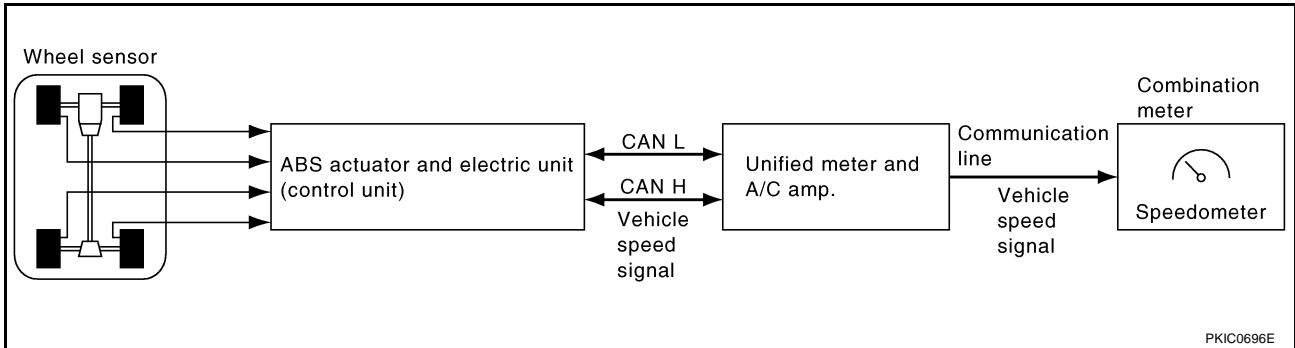 Wheel sensor
ABS actuator and electric unit
(control unit)
CAN L
CAN H
Vehicle
speed
signal
Unified meter and
A/C amp.
Communication
line
Vehicle
speed
signal
Combination
meter
Speedometer
PKIC0696E